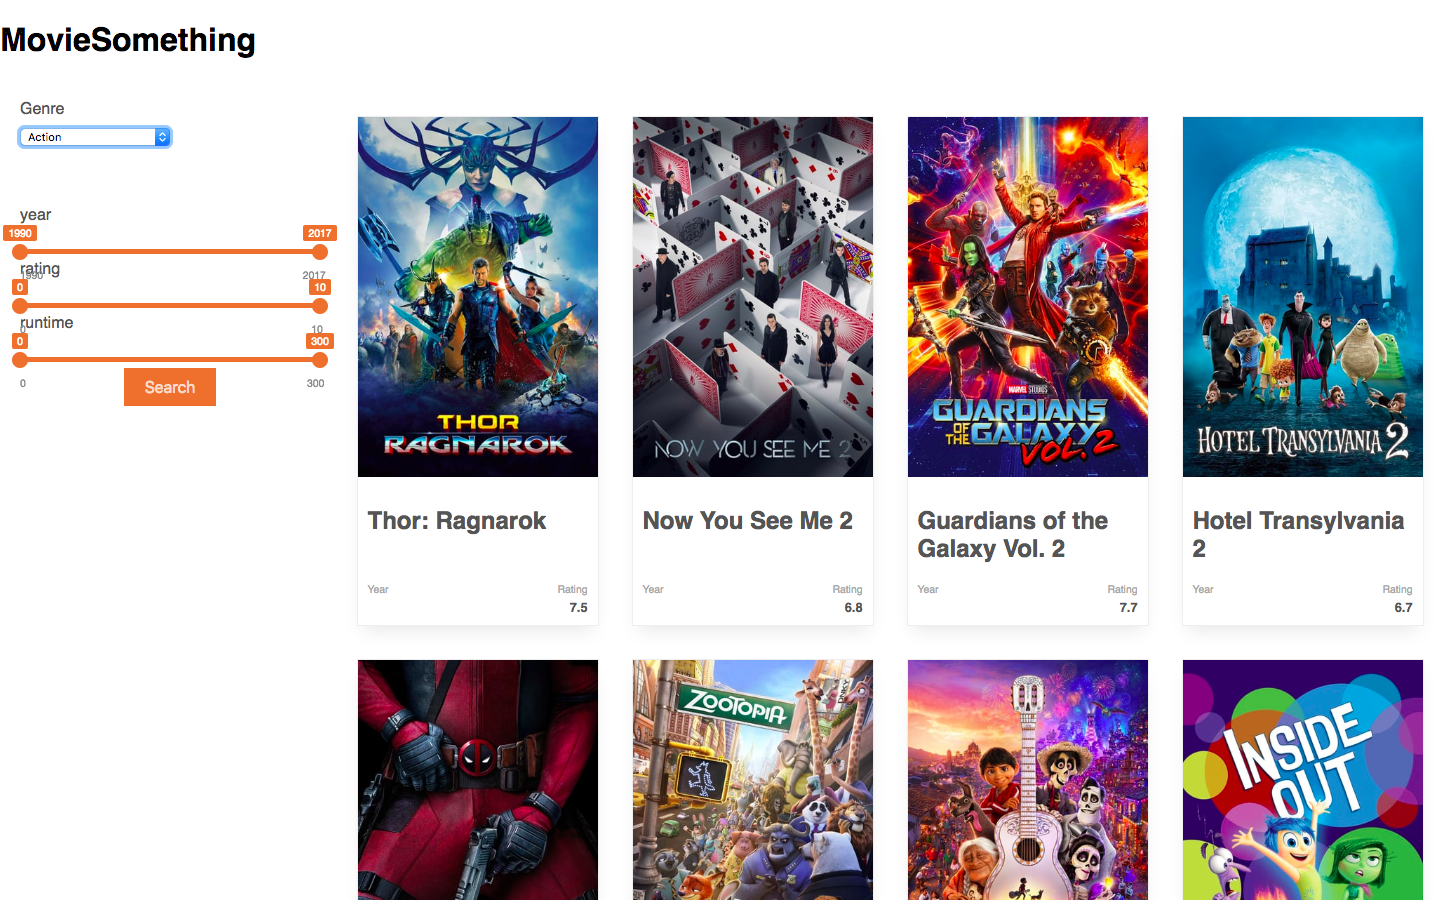 MovieSomething
Genre
Action
year
1990
2017
1990
2017
rating
0
10
0
10
runtime
0
300
0
300
Search
THOR
RAGNAROK
Thor: Ragnarok
Year
Rating
7.5
NOW YOU SEE ME 2
Now You See Me 2
Year
Rating
6.8
MARVEL STUDIOS
GUARDIANS
OF THE GALAXY
VOL. 2
Guardians of the
Galaxy Vol. 2
Year
Rating
7.7
HOTEL TRANSYLVANIA 2
Hotel Transylvania
2
Year
Rating
6.7
ZOOTOPIA
INSIDE
OUT